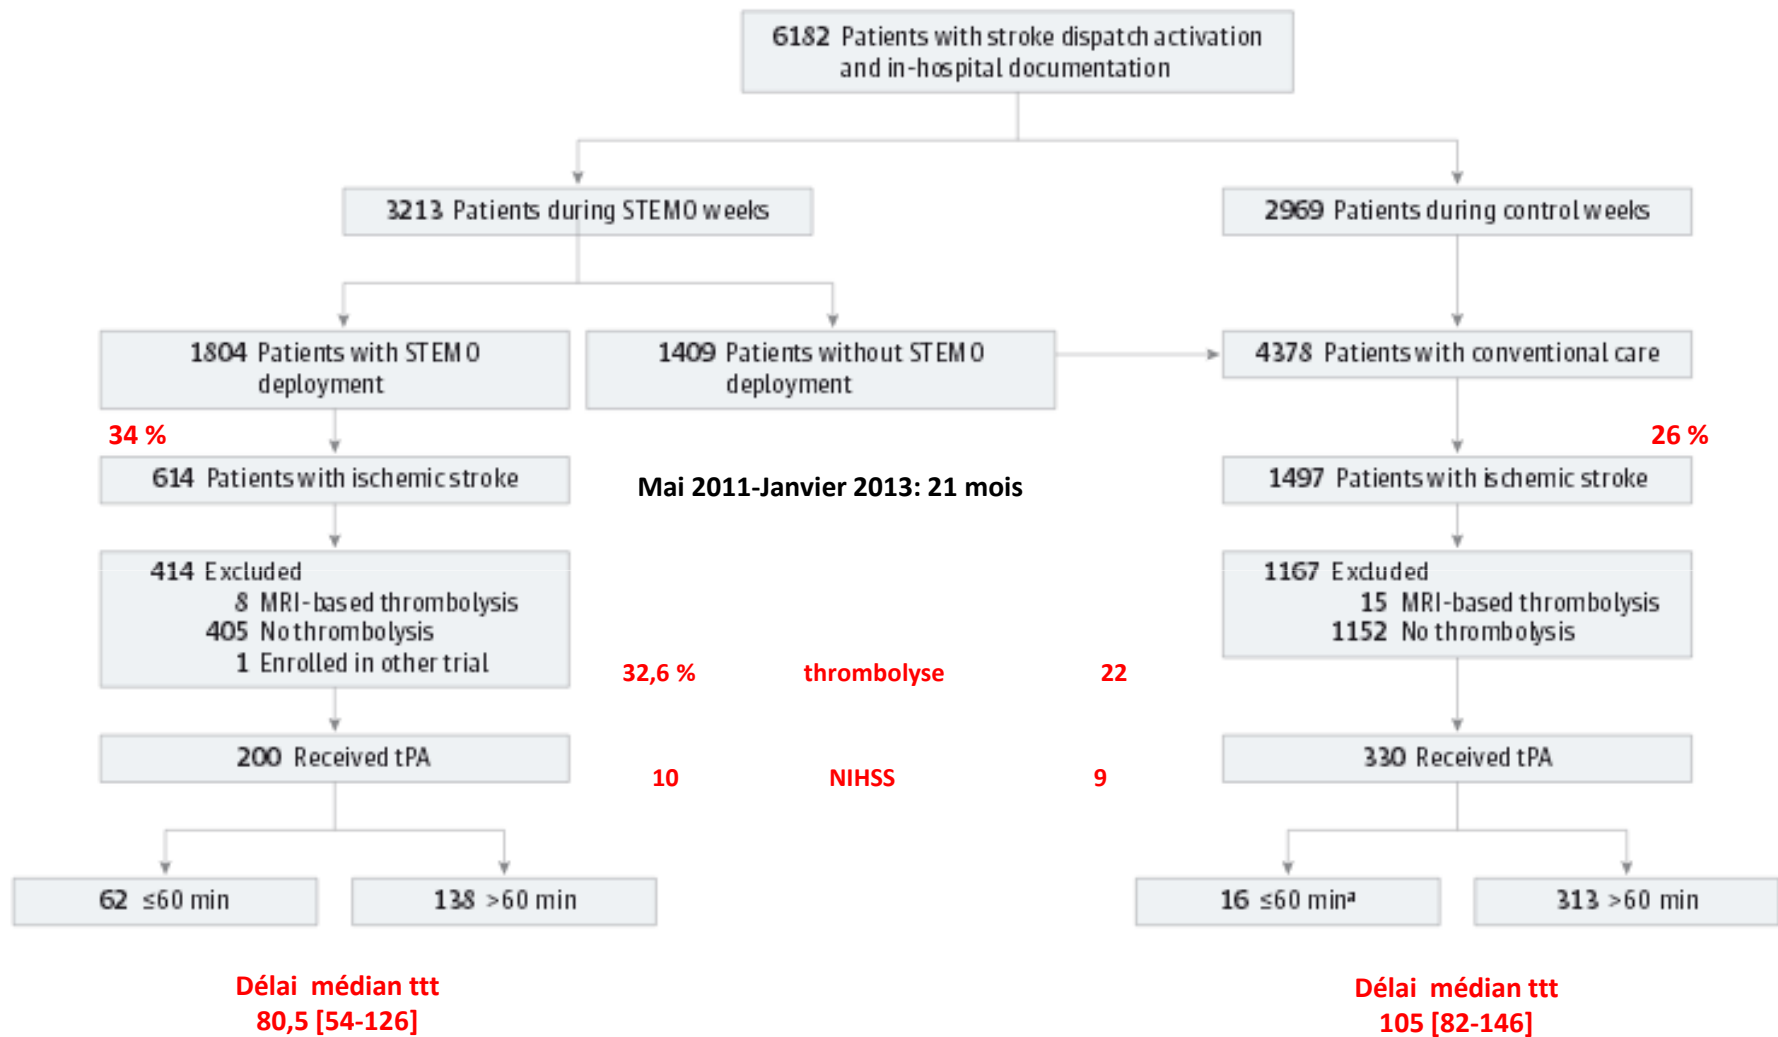 6182 Patients with stroke dispatch activation
and in-hospital documentation
3213 Patients during STEMO weeks
2969 Patients during control weeks
1804 Patients with STEMO
deployment
1409 Patients without STEMO
deployment
4378 Patients with conventional care
34 %
26 %
614 Patients with ischemic stroke
Mai 2011-Janvier 2013: 21 mois
1497 Patients with ischemic stroke
414 Excluded
8 MRI-based thrombolysis
405 No thrombolysis
1 Enrolled in other trial
1167 Excluded
15 MRI-based thrombolysis
1152 No thrombolysis
32,6 % thrombolyse 22
200 Received tPA
330 Received tPA
10 NIHSS 9
62 ≤60 min
138 >60 min
16 ≤60 minᵃ
313 >60 min
Délai médian ttt
80,5 [54-126]
Délai médian ttt
105 [82-146]